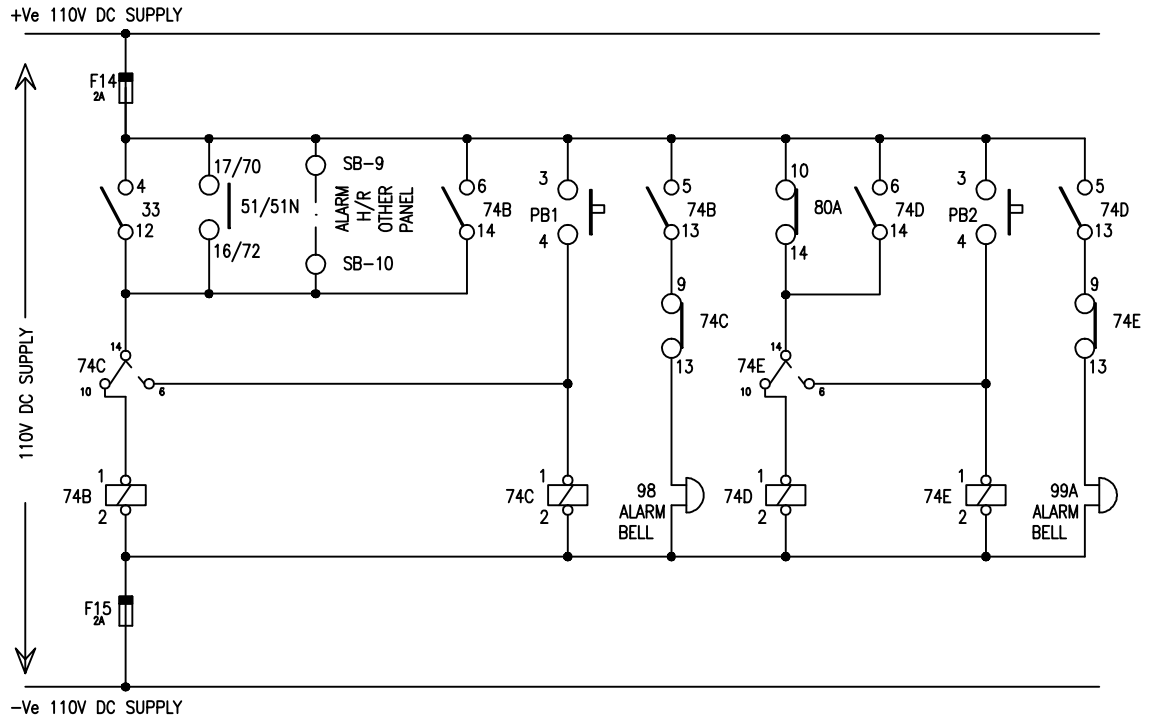 +Ve 110V DC SUPPLY
F14
2A
110V DC SUPPLY
4
33
12
17/70
51/51N
16/72
SB-9
ALARM
H/R
OTHER
PANEL
SB-10
6
74B
14
3
PB1
4
5
74B
13
9
74C
13
10
80A
14
6
74D
14
3
PB2
4
5
74D
13
9
74E
13
14
74C
10
6
14
74E
10
6
1
74B
2
1
74C
2
98
ALARM
BELL
1
74D
2
1
74E
2
99A
ALARM
BELL
F15
2A
-Ve 110V DC SUPPLY